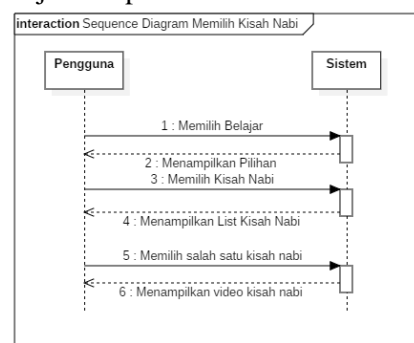 interaction Sequence Diagram Memilih Kisah Nabi
Pengguna
Sistem
1 : Memilih Belajar
2 : Menampilkan Pilihan
3 : Memilih Kisah Nabi
4 : Menampilkan List Kisah Nabi
5 : Memilih salah satu kisah nabi
6 : Menampilkan video kisah nabi